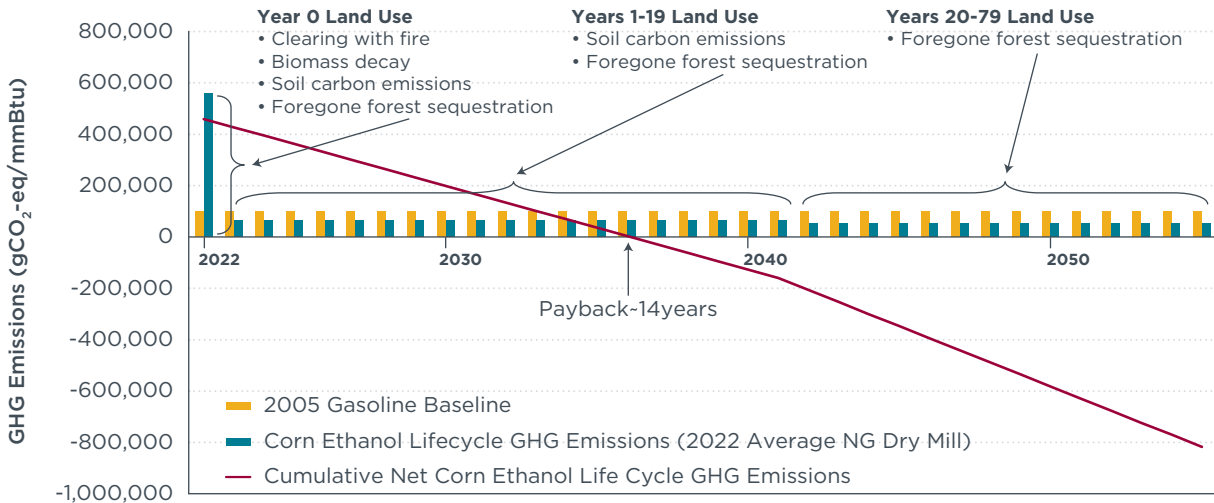 Year 0 Land Use
• Clearing with fire
• Biomass decay
• Soil carbon emissions
• Foregone forest sequestration
Years 1-19 Land Use
• Soil carbon emissions
• Foregone forest sequestration
Years 20-79 Land Use
• Foregone forest sequestration
GHG Emissions (gCO₂-eq/mmBtu)
800,000
600,000
400,000
200,000
0
-200,000
-400,000
-600,000
-800,000
-1,000,000
2022
2030
2040
2050
Payback~14years
2005 Gasoline Baseline
Corn Ethanol Lifecycle GHG Emissions (2022 Average NG Dry Mill)
Cumulative Net Corn Ethanol Life Cycle GHG Emissions